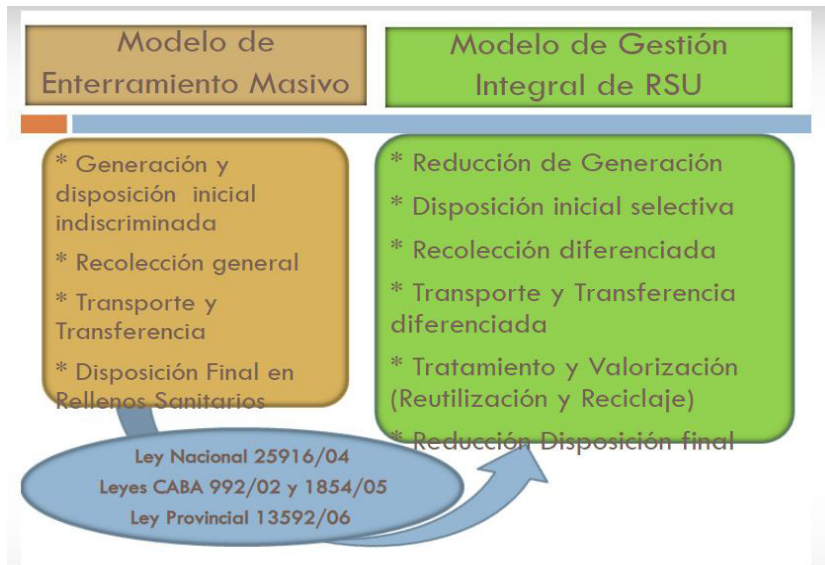 Modelo de
Enterramiento Masivo
Modelo de Gestión
Integral de RSU
* Generación y
disposición inicial
indiscriminada
* Recolección general
* Transporte y
Transferencia
* Disposición Final en
Rellenos Sanitarios
* Reducción de Generación
* Disposición inicial selectiva
* Recolección diferenciada
* Transporte y Transferencia
diferenciada
* Tratamiento y Valorización
(Reutilización y Reciclaje)
* Reducción Disposición final
Ley Nacional 25916/04
Leyes CABA 992/02 y 1854/05
Ley Provincial 13592/06